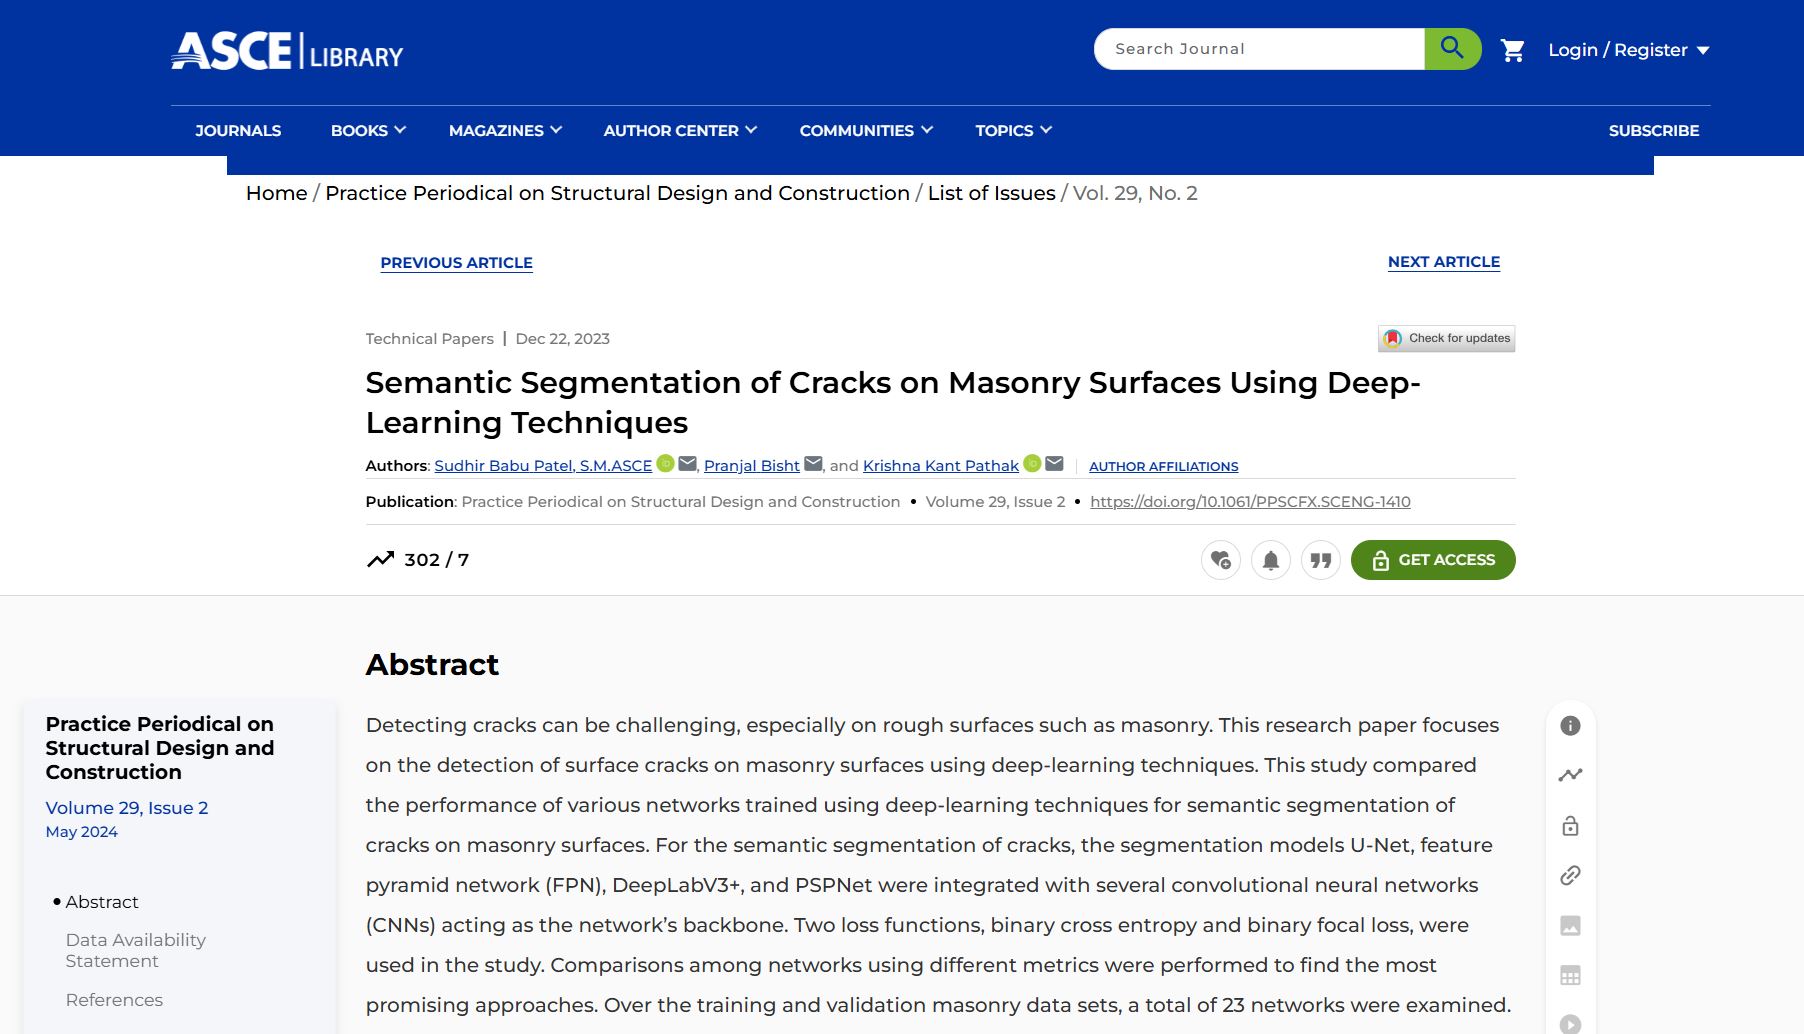 ASCE LIBRARY
Search Journal
Login / Register
JOURNALS BOOKS MAGAZINES AUTHOR CENTER COMMUNITIES TOPICS SUBSCRIBE
Home / Practice Periodical on Structural Design and Construction / List of Issues / Vol. 29, No. 2
PREVIOUS ARTICLE NEXT ARTICLE
Technical Papers | Dec 22, 2023
Check for updates
Semantic Segmentation of Cracks on Masonry Surfaces Using Deep-
Learning Techniques
Authors: Sudhir Babu Patel, S.M.ASCE iD, Pranjal Bisht, and Krishna Kant Pathak iD | AUTHOR AFFILIATIONS
Publication: Practice Periodical on Structural Design and Construction • Volume 29, Issue 2 • https://doi.org/10.1061/PPSCFX.SCENG-1410
302 / 7
GET ACCESS
Abstract
Detecting cracks can be challenging, especially on rough surfaces such as masonry. This research paper focuses
on the detection of surface cracks on masonry surfaces using deep-learning techniques. This study compared
the performance of various networks trained using deep-learning techniques for semantic segmentation of
cracks on masonry surfaces. For the semantic segmentation of cracks, the segmentation models U-Net, feature
pyramid network (FPN), DeepLabV3+, and PSPNet were integrated with several convolutional neural networks
(CNNs) acting as the network’s backbone. Two loss functions, binary cross entropy and binary focal loss, were
used in the study. Comparisons among networks using different metrics were performed to find the most
promising approaches. Over the training and validation masonry data sets, a total of 23 networks were examined.
Practice Periodical on
Structural Design and
Construction
Volume 29, Issue 2
May 2024
• Abstract
Data Availability
Statement
References